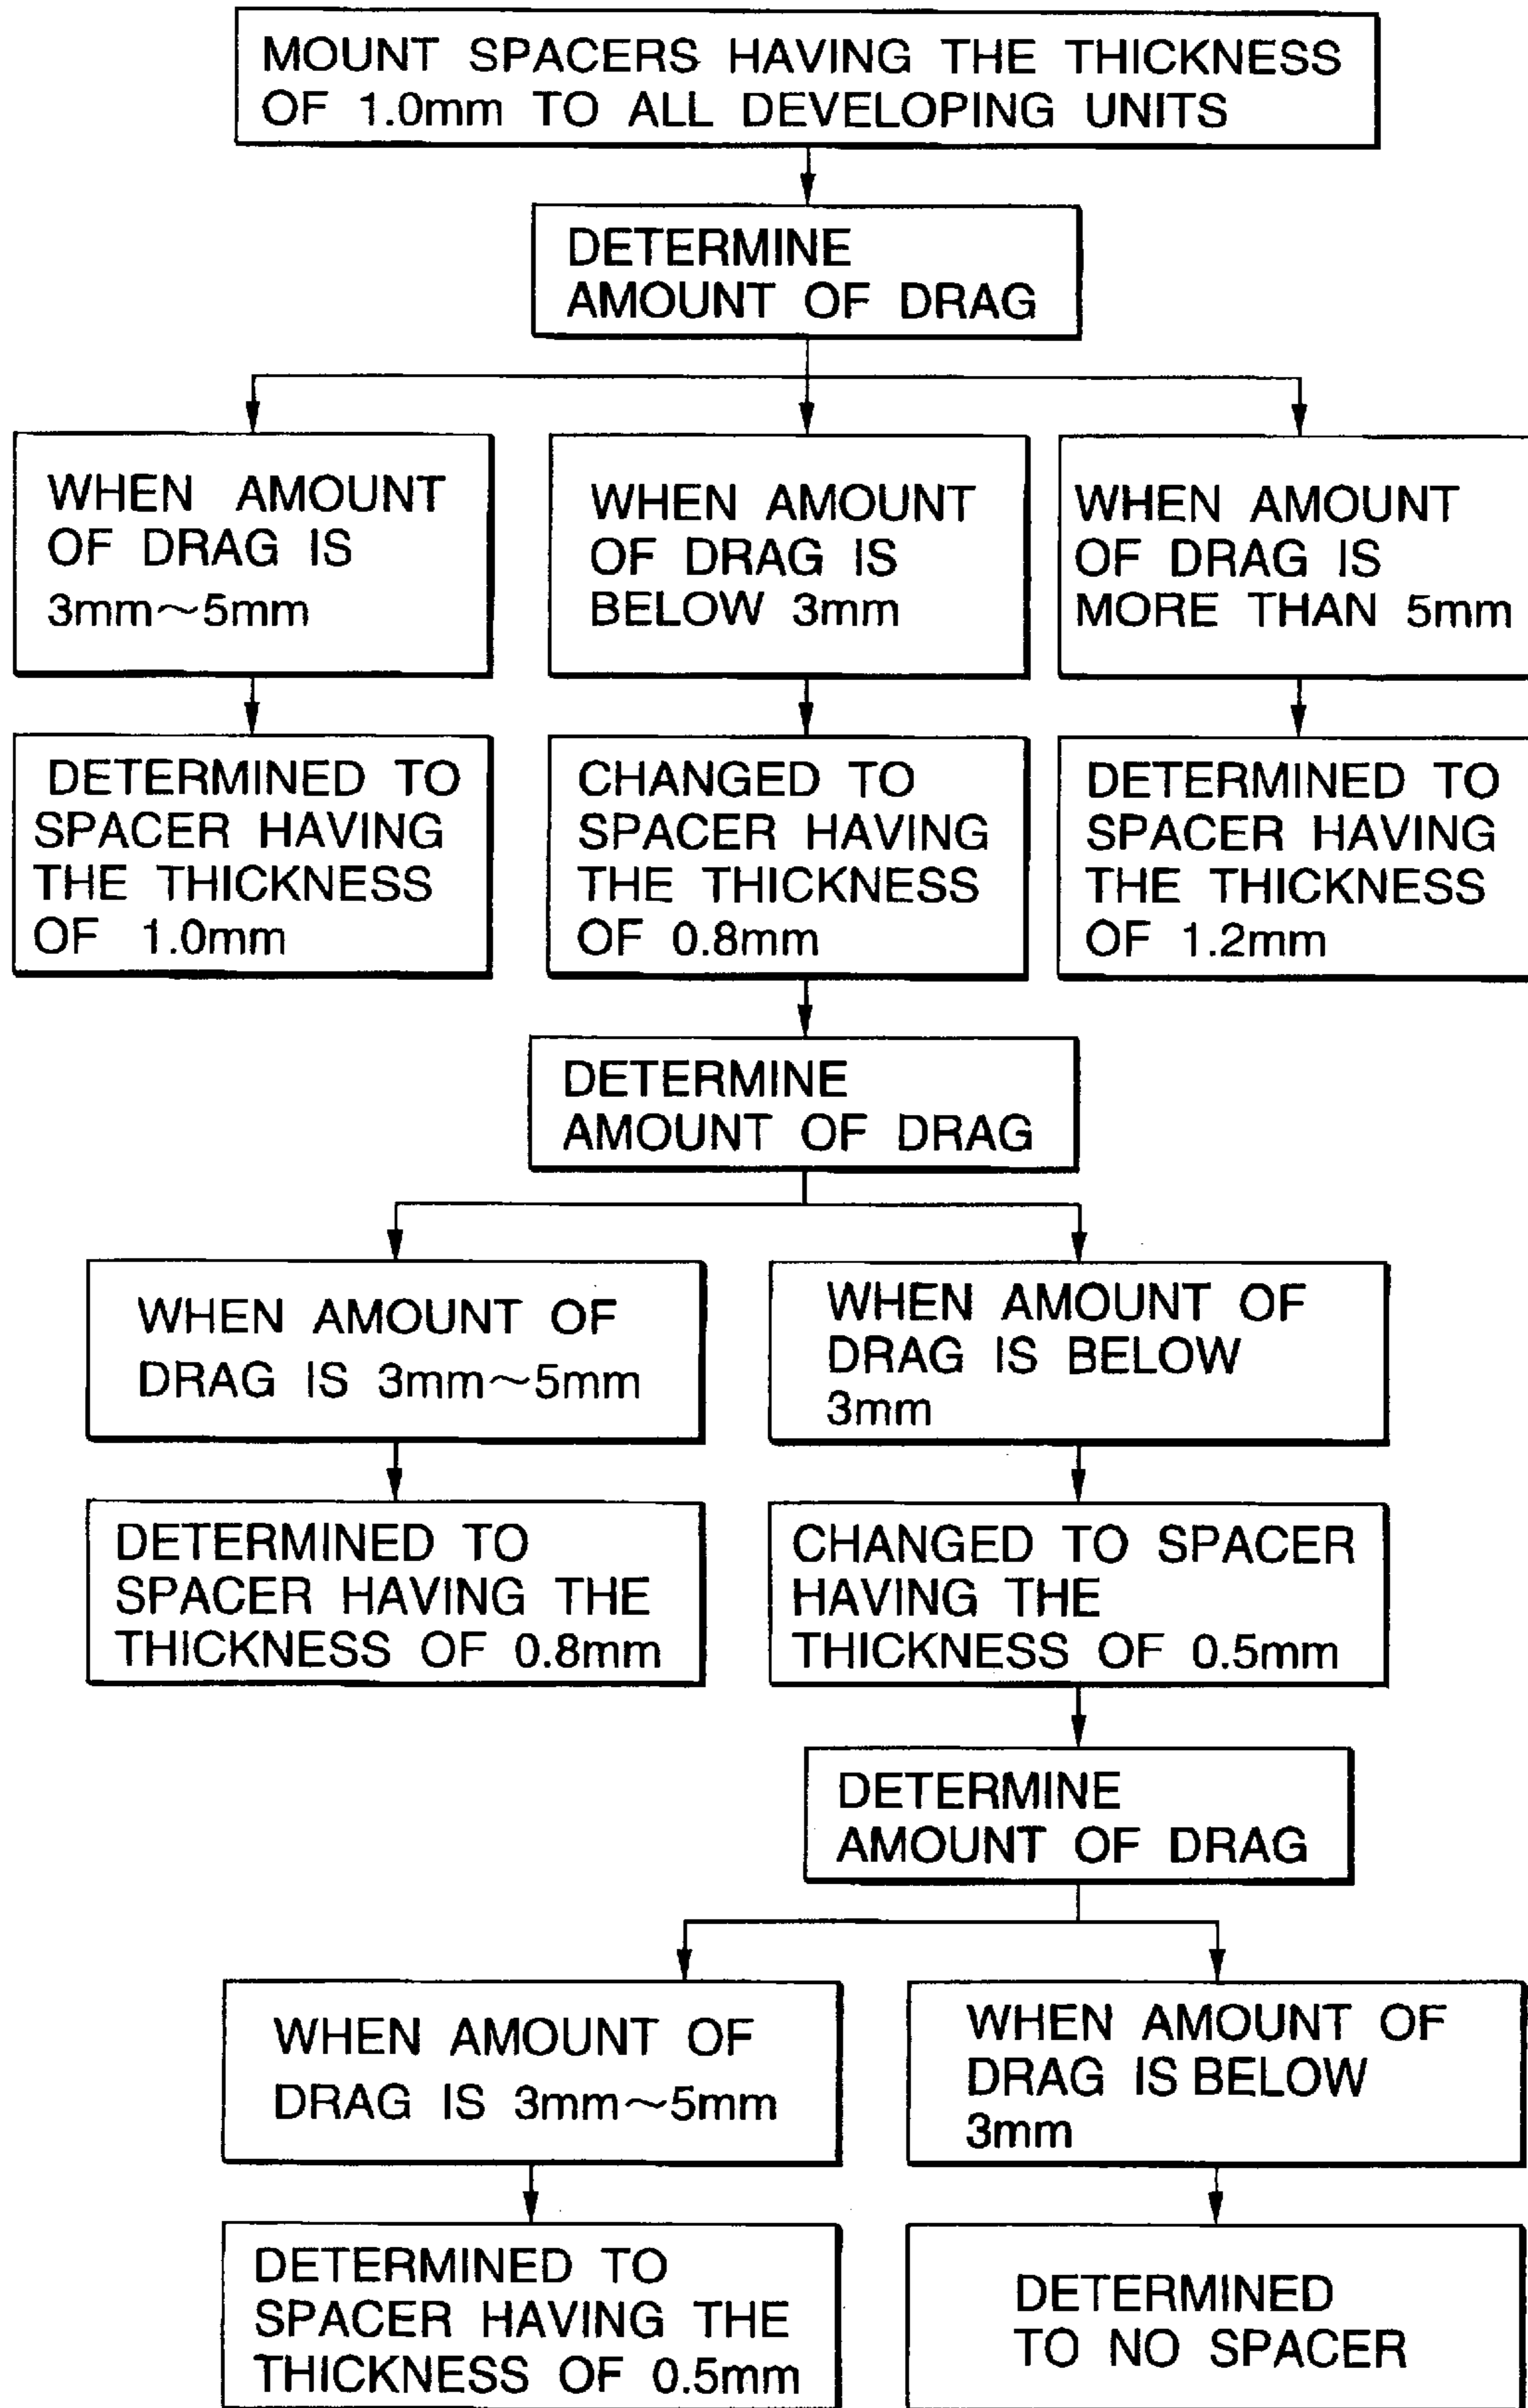 MOUNT SPACERS HAVING THE THICKNESS
OF 1.0mm TO ALL DEVELOPING UNITS
DETERMINE
AMOUNT OF DRAG
WHEN AMOUNT
OF DRAG IS
3mm～5mm
WHEN AMOUNT
OF DRAG IS
BELOW 3mm
WHEN AMOUNT
OF DRAG IS
MORE THAN 5mm
DETERMINED TO
SPACER HAVING
THE THICKNESS
OF 1.0mm
CHANGED TO
SPACER HAVING
THE THICKNESS
OF 0.8mm
DETERMINED TO
SPACER HAVING
THE THICKNESS
OF 1.2mm
DETERMINE
AMOUNT OF DRAG
WHEN AMOUNT OF
DRAG IS 3mm～5mm
WHEN AMOUNT OF
DRAG IS BELOW
3mm
DETERMINED TO
SPACER HAVING THE
THICKNESS OF 0.8mm
CHANGED TO SPACER
HAVING THE
THICKNESS OF 0.5mm
DETERMINE
AMOUNT OF DRAG
WHEN AMOUNT OF
DRAG IS 3mm～5mm
WHEN AMOUNT OF
DRAG IS BELOW
3mm
DETERMINED TO
SPACER HAVING THE
THICKNESS OF 0.5mm
DETERMINED
TO NO SPACER